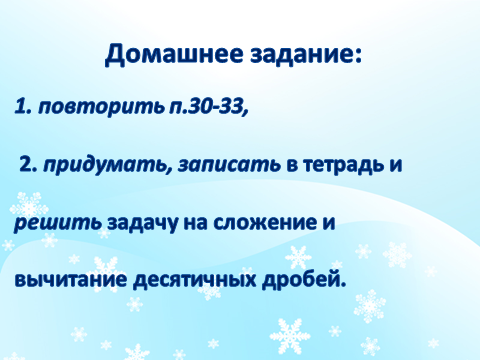 Домашнее задание:
1. повторить п.30-33,
2. придумать, записать в тетрадь и
решить задачу на сложение и
вычитание десятичных дробей.